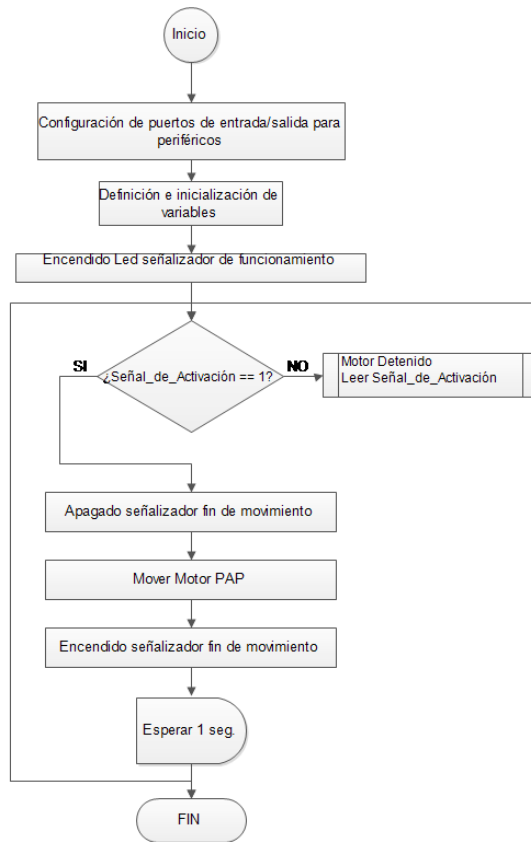 Inicio
Configuración de puertos de entrada/salida para
periféricos
Definición e inicialización de
variables
Encendido Led señalizador de funcionamiento
SI
¿Señal_de_Activación == 1?
NO
Motor Detenido
Leer Señal_de_Activación
Apagado señalizador fin de movimiento
Mover Motor PAP
Encendido señalizador fin de movimiento
Esperar 1 seg.
FIN